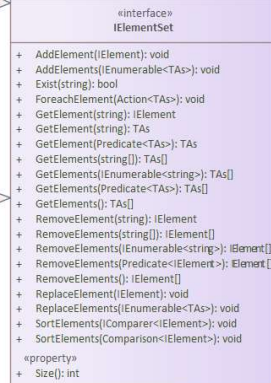 «interface»
IElementSet
+ AddElement(IElement): void
+ AddElements(IEnumerable<TAs>): void
+ Exist(string): bool
+ ForeachElement(Action<TAs>): void
+ GetElement(string): IElement
+ GetElement(string): TAs
+ GetElement(Predicate<TAs>): TAs
+ GetElements(string[]): TAs[]
+ GetElements(IEnumerable<string>): TAs[]
+ GetElements(Predicate<TAs>): TAs[]
+ GetElements(): TAs[]
+ RemoveElement(string): IElement
+ RemoveElements(string[]): IElement[]
+ RemoveElements(IEnumerable<string>): IElement[]
+ RemoveElements(Predicate<IElement>): IElement[]
+ RemoveElements(): IElement[]
+ ReplaceElement(IElement): void
+ ReplaceElements(IEnumerable<TAs>): void
+ SortElements(IComparer<IElement>): void
+ SortElements(Comparison<IElement>): void
«property»
+ Size(): int